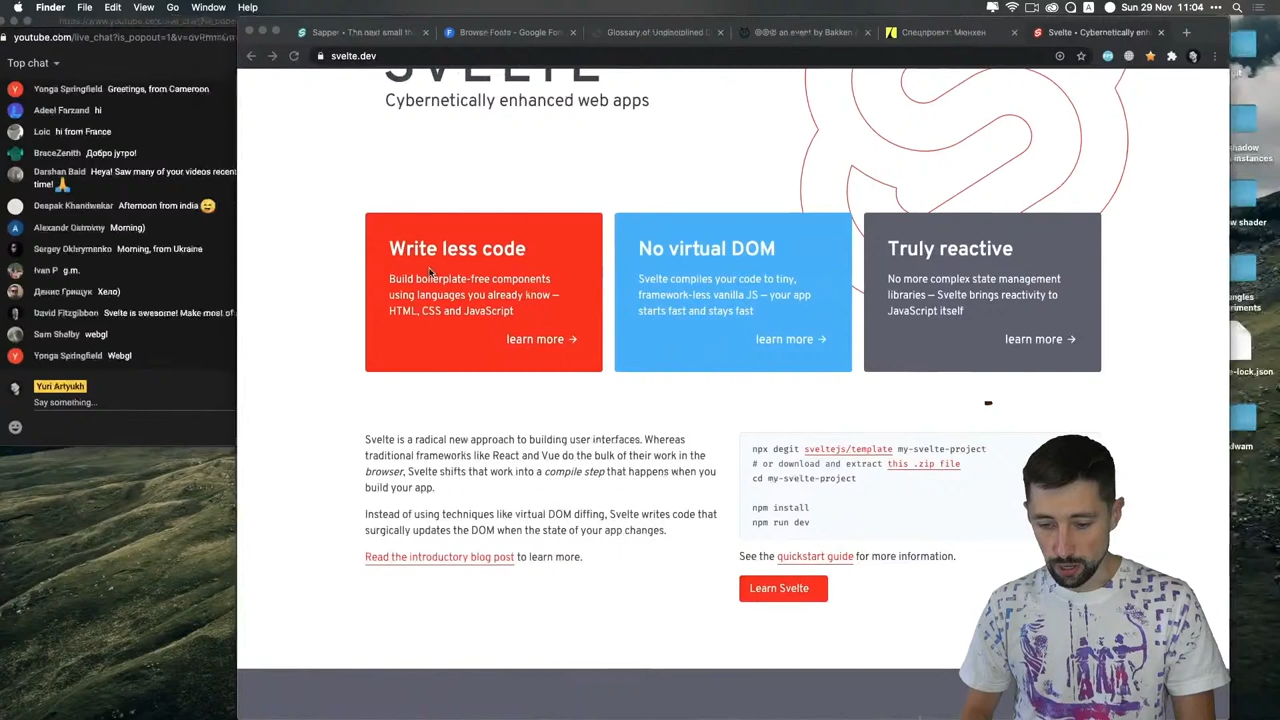 Finder File Edit View Go Window Help
Sun 29 Nov 11:04
youtube.com/live_chat?is_popout=1&v=
Top chat
Yonga Springfield Greetings, from Cameroon
Adeel Farzand hi
Loic hi from France
BraceZenith Добро јутро!
Darshan Baid Heya! Saw many of your videos recent
time! 🙏
Deepak Khandwekar Afternoon from india 😄
Alexandr Morning)
Sergey Okhrymenko Morning, from Ukraine
Ivan P g.m.
Денис Грищук Хело)
David Fitzgibbon Svelte is awesome! Make most of
Sam Shelby webgl
Yonga Springfield Webgl
Yuri Artyukh
Say something...
Sapper • The next small th
Browse Fonts - Google Fon
Glossary of Undisciplined D
an event by Bakken
Спецпроект: Мюнхен
Svelte • Cybernetically enh
svelte.dev
SVELTE
Cybernetically enhanced web apps
Write less code
Build boilerplate-free components
using languages you already know —
HTML, CSS and JavaScript
learn more →
No virtual DOM
Svelte compiles your code to tiny,
framework-less vanilla JS — your app
starts fast and stays fast
learn more →
Truly reactive
No more complex state management
libraries — Svelte brings reactivity to
JavaScript itself
learn more →
Svelte is a radical new approach to building user interfaces. Whereas
traditional frameworks like React and Vue do the bulk of their work in the
browser, Svelte shifts that work into a compile step that happens when you
build your app.
Instead of using techniques like virtual DOM diffing, Svelte writes code that
surgically updates the DOM when the state of your app changes.
Read the introductory blog post to learn more.
npx degit sveltejs/template my-svelte-project
# or download and extract this .zip file
cd my-svelte-project
npm install
npm run dev
See the quickstart guide for more information.
Learn Svelte
shadow
instances
shader
experiments
-lock.json